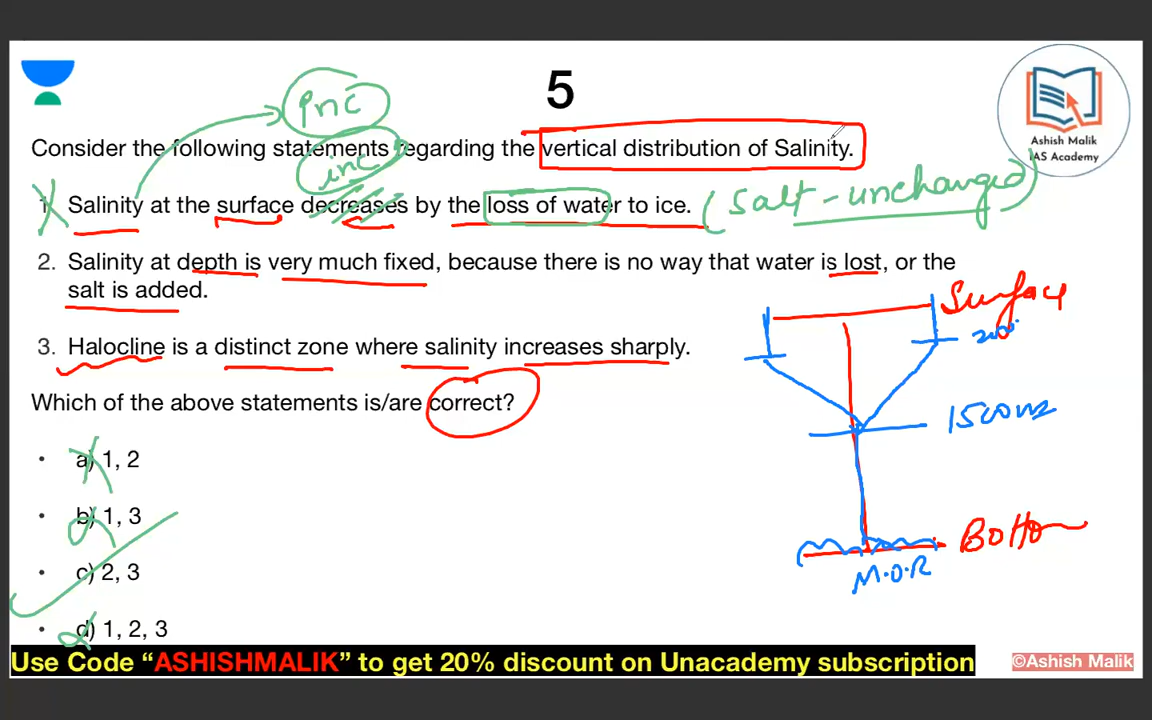 5
Ashish Malik
IAS Academy
inc
Consider the following statements regarding the vertical distribution of Salinity.
inc
1. Salinity at the surface decreases by the loss of water to ice. (Salt - unchanged)
2. Salinity at depth is very much fixed, because there is no way that water is lost, or the
salt is added.
Surface
200
3. Halocline is a distinct zone where salinity increases sharply.
Which of the above statements is/are correct?
1500m
• a) 1, 2
• b) 1, 3
Bottom
• c) 2, 3
M.O.R
• d) 1, 2, 3
Use Code “ASHISHMALIK” to get 20% discount on Unacademy subscription
©Ashish Malik